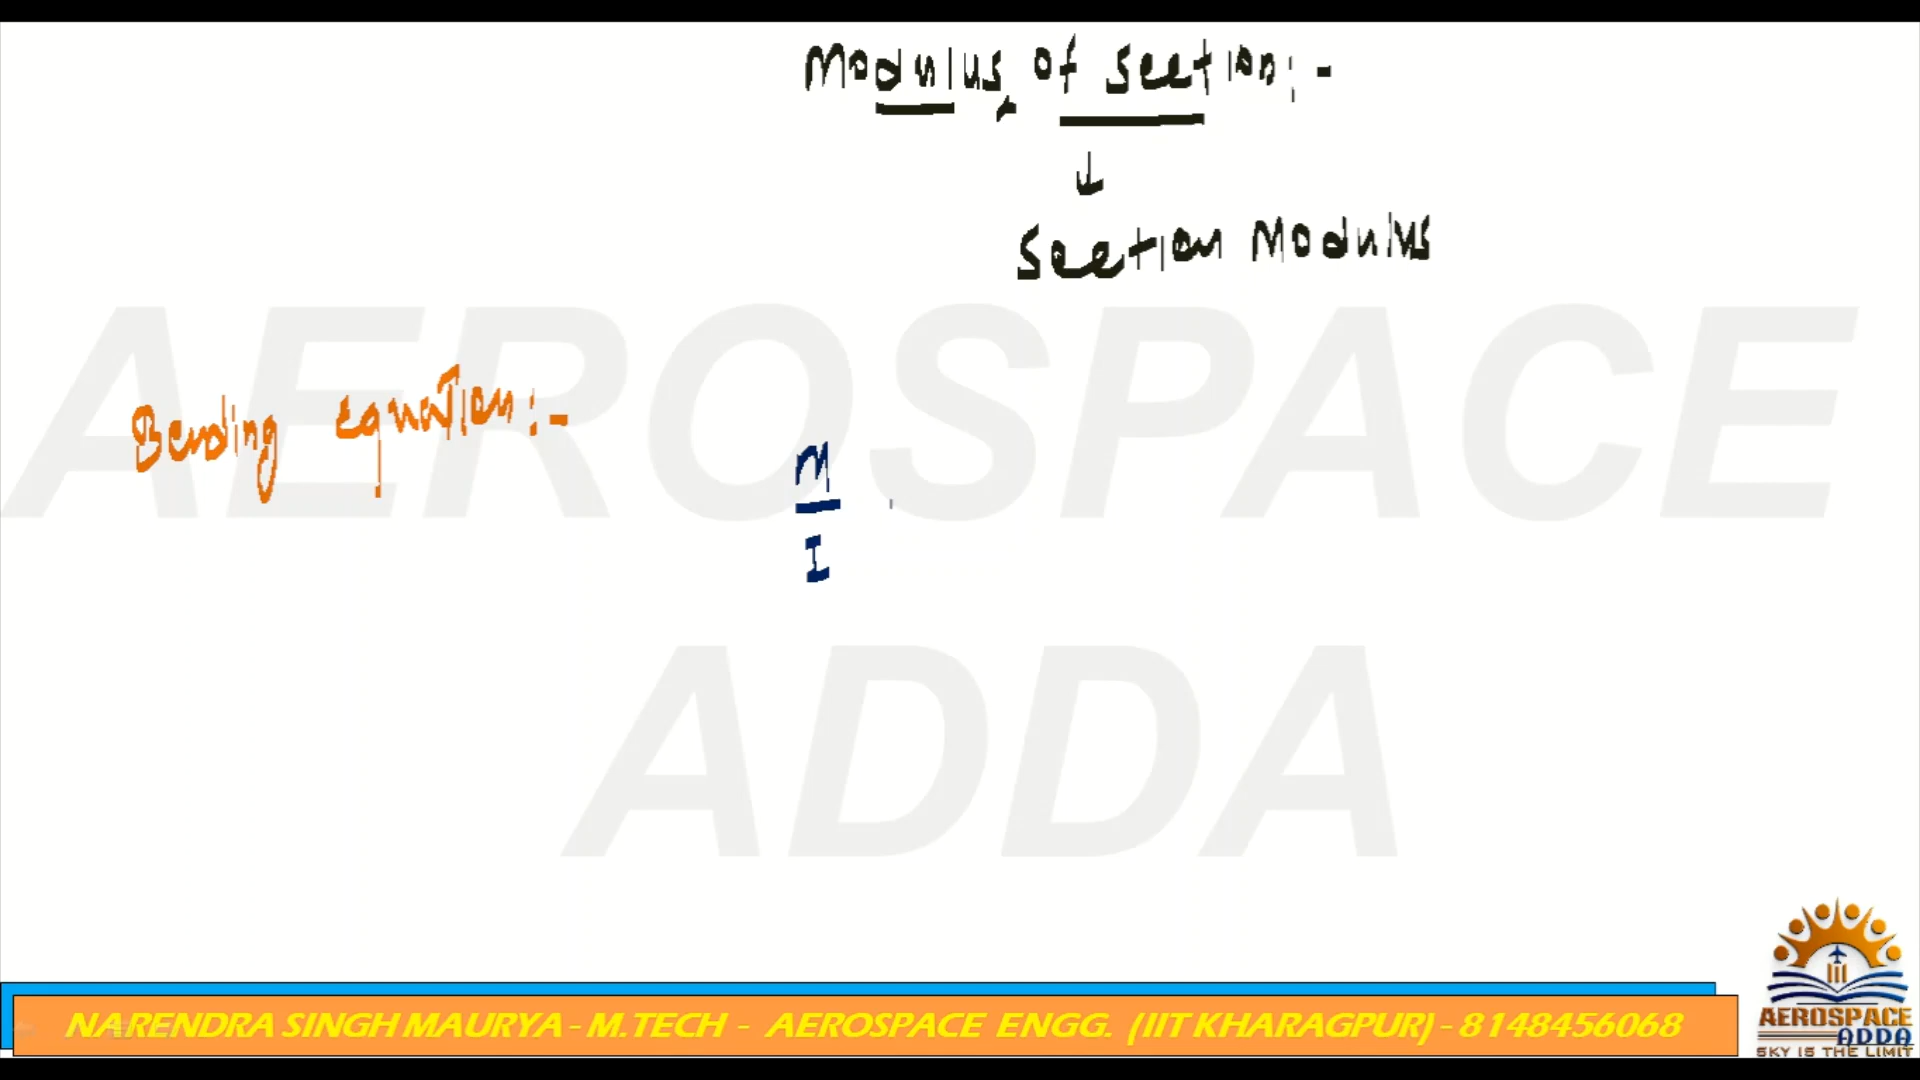 Modulus of Section:-
↓
Section Modulus
Bending equation:-
M
I
AEROSPACE
ADDA
NARENDRA SINGH MAURYA - M.TECH - AEROSPACE ENGG. (IIT KHARAGPUR) - 8148456068
AEROSPACE
ADDA
SKY IS THE LIMIT